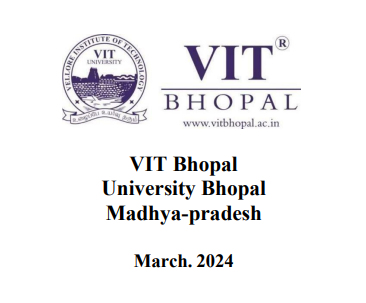 VELLORE INSTITUTE OF TECHNOLOGY
VIT
UNIVERSITY
VIT®
BHOPAL
www.vitbhopal.ac.in
VIT Bhopal
University Bhopal
Madhya-pradesh
March. 2024